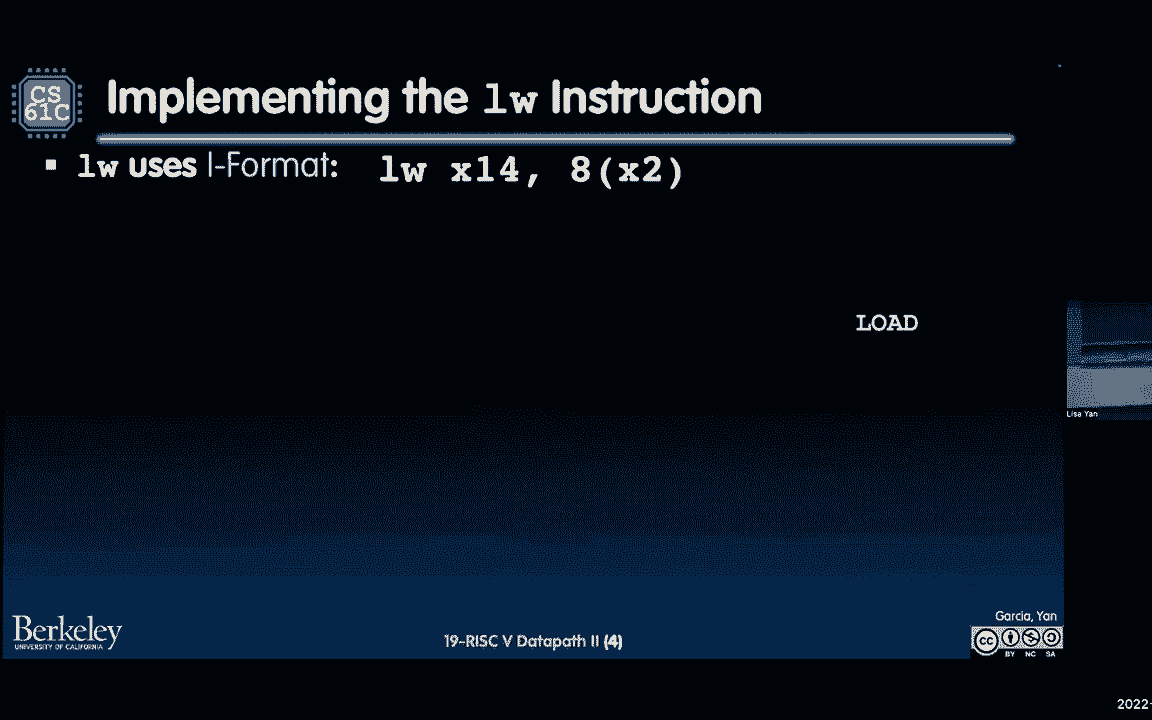 CS
61C
Implementing the lw Instruction
▪ lw uses I-Format: lw x14, 8(x2)
LOAD
Lisa Yan
Berkeley
UNIVERSITY OF CALIFORNIA
19-RISC V Datapath II (4)
Garcia, Yan
cc
BY NC SA
2022-